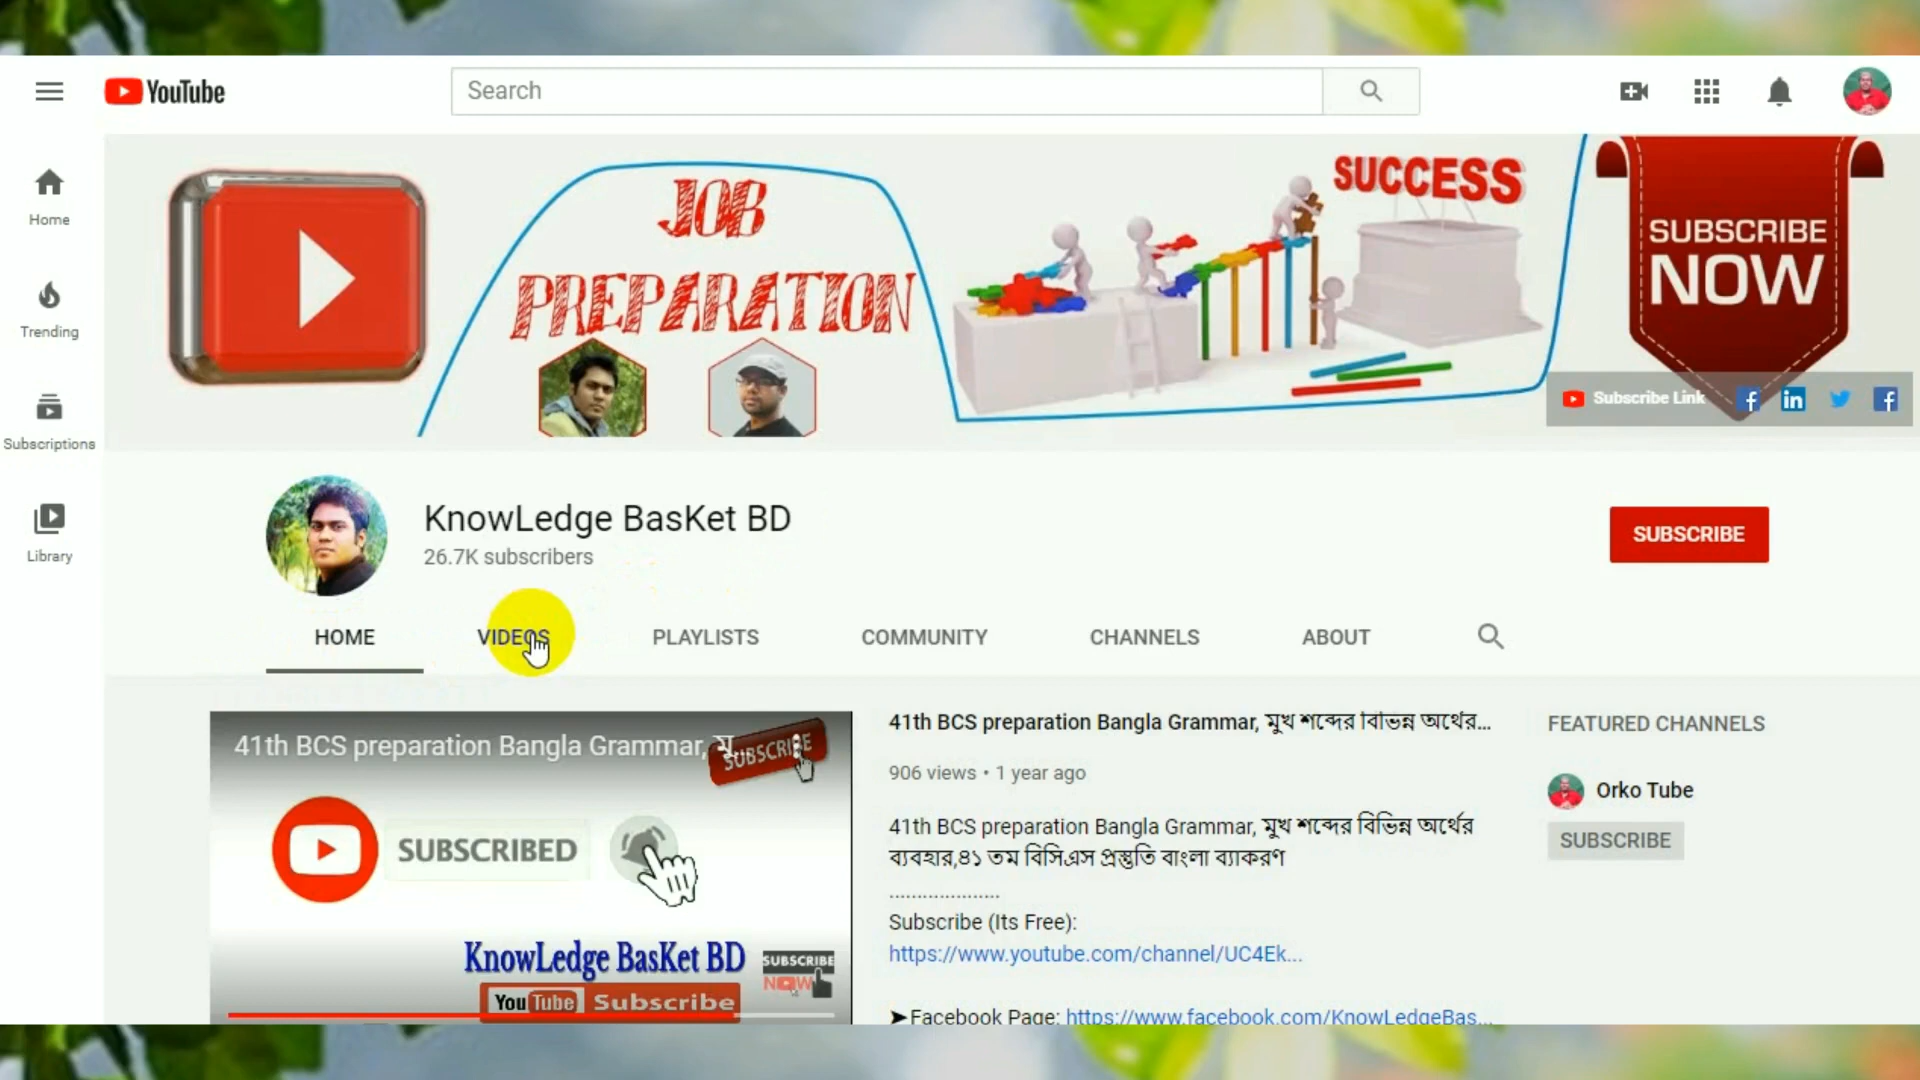 YouTube
Search
Home
Trending
Subscriptions
Library
JOB
PREPARATION
SUCCESS
SUBSCRIBE
NOW
Subscribe Link
KnowLedge BasKet BD
26.7K subscribers
SUBSCRIBE
HOME
VIDEOS
PLAYLISTS
COMMUNITY
CHANNELS
ABOUT
41th BCS preparation Bangla Grammar, মু...
SUBSCRIBE
SUBSCRIBED
KnowLedge BasKet BD
SUBSCRIBE
NOW
YouTube Subscribe
41th BCS preparation Bangla Grammar, মুখ শব্দের বিভিন্ন অর্থের...
906 views • 1 year ago
41th BCS preparation Bangla Grammar, মুখ শব্দের বিভিন্ন অর্থের
ব্যবহার,৪১ তম বিসিএস প্রস্তুতি বাংলা ব্যাকরণ
....................
Subscribe (Its Free):
https://www.youtube.com/channel/UC4Ek...
➤Facebook Page: https://www.facebook.com/KnowLedgeBas...
FEATURED CHANNELS
Orko Tube
SUBSCRIBE